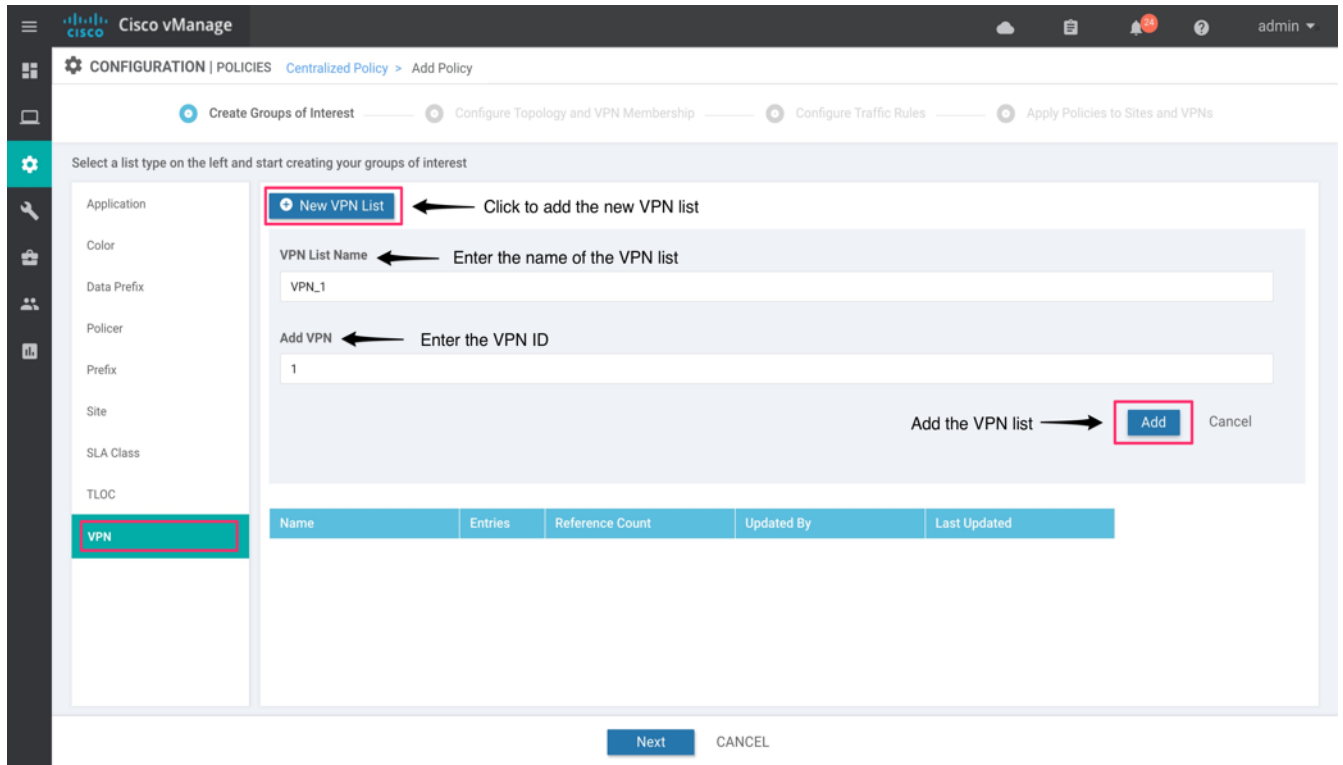 cisco Cisco vManage 24 admin
CONFIGURATION | POLICIES Centralized Policy > Add Policy
Create Groups of Interest Configure Topology and VPN Membership Configure Traffic Rules Apply Policies to Sites and VPNs
Select a list type on the left and start creating your groups of interest
Application
Color
Data Prefix
Policer
Prefix
Site
SLA Class
TLOC
VPN
New VPN List Click to add the new VPN list
VPN List Name Enter the name of the VPN list
VPN_1
Add VPN Enter the VPN ID
1
Add the VPN list Add Cancel
Name Entries Reference Count Updated By Last Updated
Next CANCEL